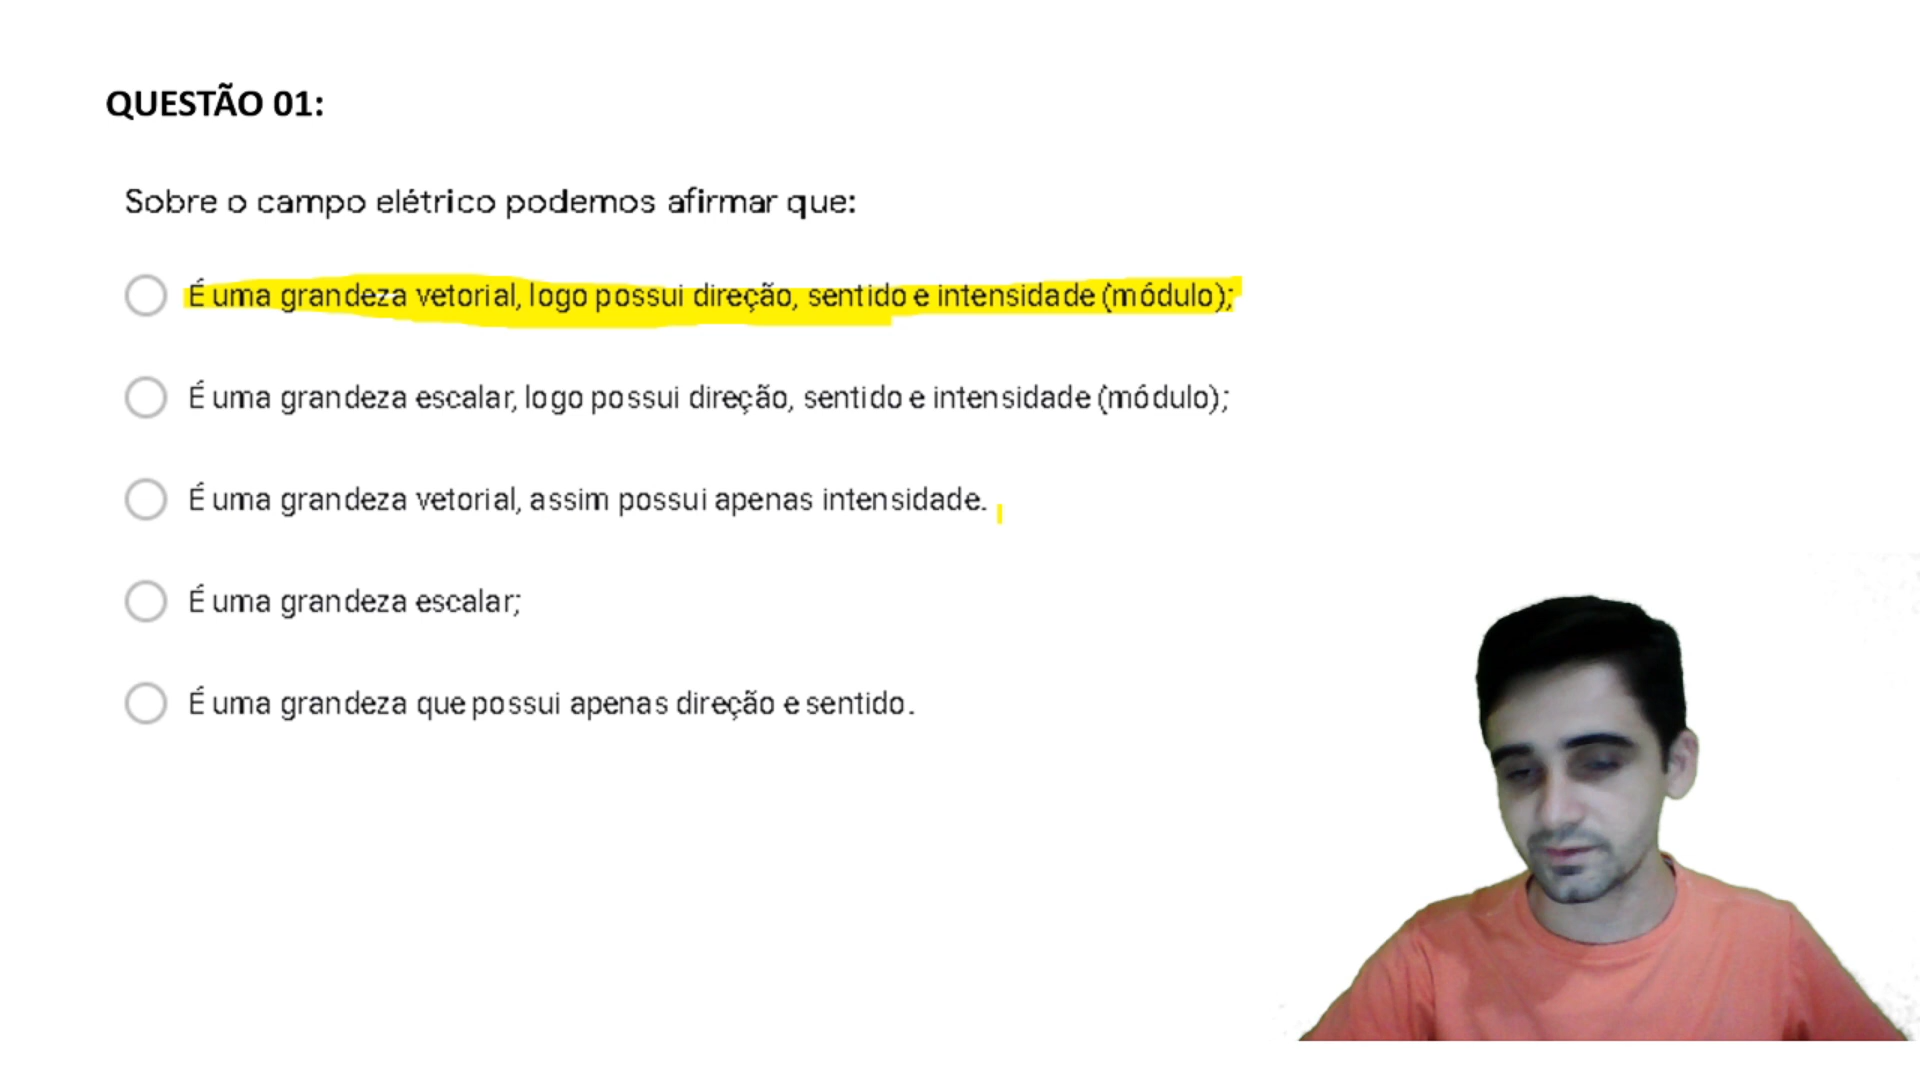 QUESTÃO 01:
Sobre o campo elétrico podemos afirmar que:
É uma grandeza vetorial, logo possui direção, sentido e intensidade (módulo);
É uma grandeza escalar, logo possui direção, sentido e intensidade (módulo);
É uma grandeza vetorial, assim possui apenas intensidade.
É uma grandeza escalar;
É uma grandeza que possui apenas direção e sentido.